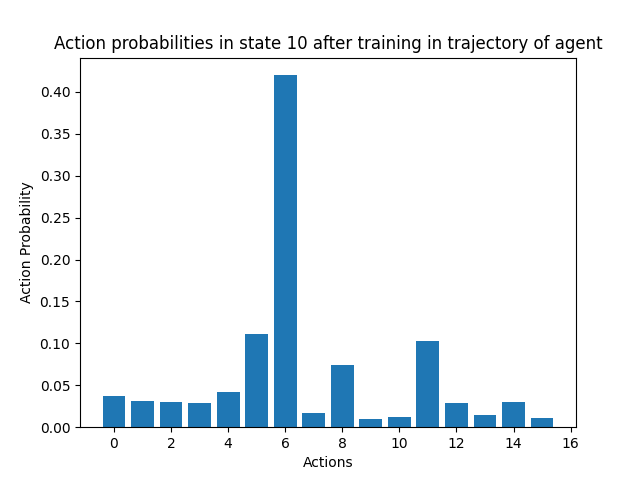 Action probabilities in state 10 after training in trajectory of agent
0.40
0.35
0.30
0.25
0.20
0.15
0.10
0.05
0.00
Action Probability
0 2 4 6 8 10 12 14 16
Actions